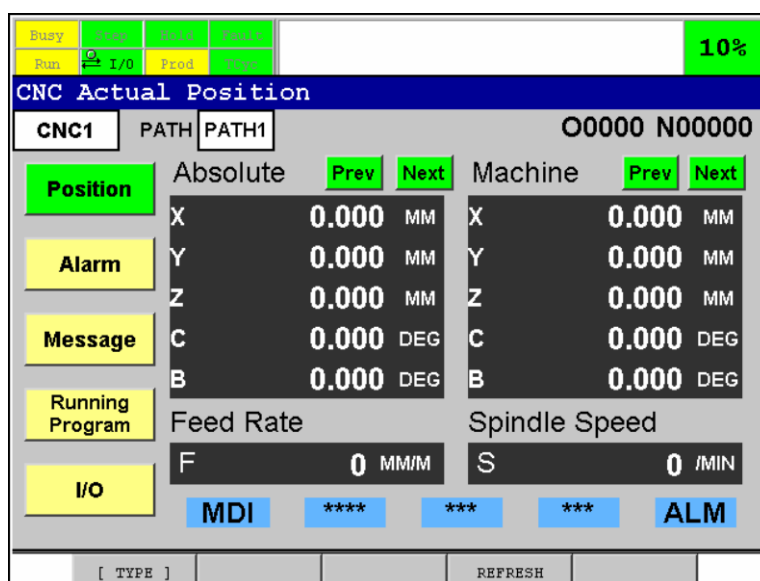 Busy Step Hold Fault
Run I/O Prod TCyc
10%
CNC Actual Position
CNC1 PATH PATH1 O0000 N00000
Position
Alarm
Message
Running
Program
I/O
Absolute Prev Next
X 0.000 MM
Y 0.000 MM
Z 0.000 MM
C 0.000 DEG
B 0.000 DEG
Machine Prev Next
X 0.000 MM
Y 0.000 MM
Z 0.000 MM
C 0.000 DEG
B 0.000 DEG
Feed Rate
F 0 MM/M
Spindle Speed
S 0 /MIN
MDI **** *** *** ALM
[ TYPE ] REFRESH